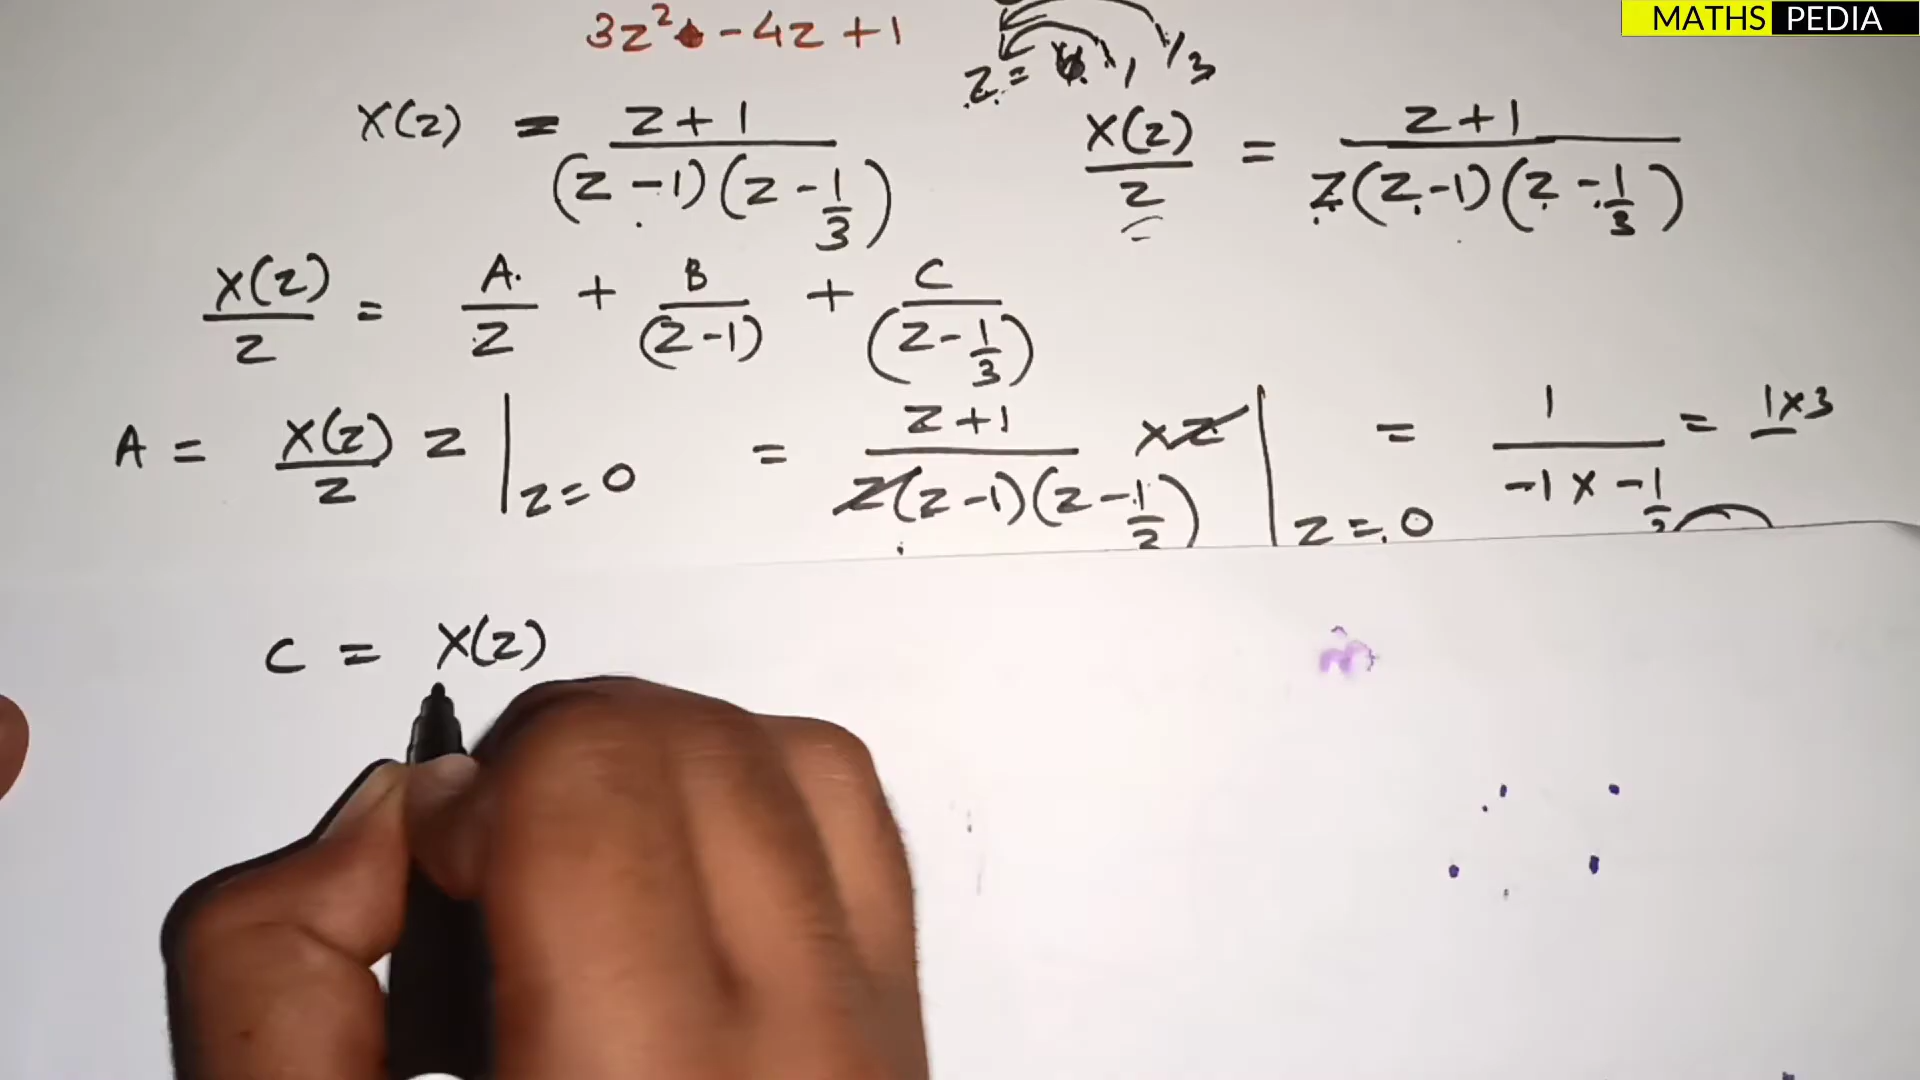 MATHS PEDIA
3z² - 4z + 1
z = 1, 1/3
X(z) = (z+1)/((z-1)(z-1/3))
X(z)/z = (z+1)/(z(z-1)(z-1/3))
X(z)/z = A/z + B/(z-1) + C/(z-1/3)
A = X(z)/z z |z=0 = (z+1)/(z(z-1)(z-1/3)) × z |z=0 = 1/(-1 × -1/3) = 1×3
C = X(z)